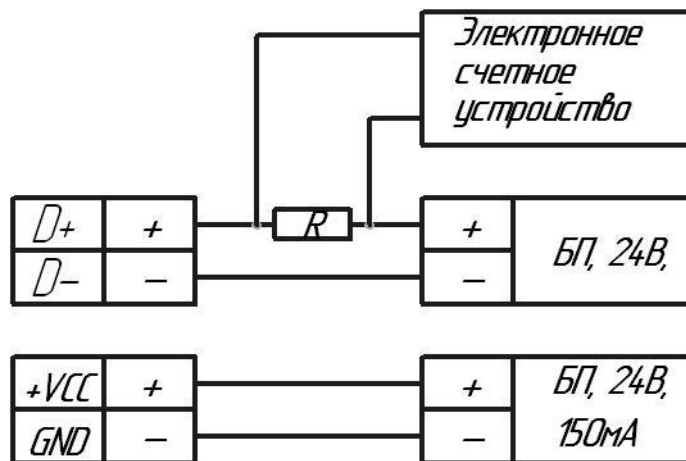 Электронное
счетное
устройство
D+ + R + БП, 24В,
D- - -
+VCC + + БП, 24В,
GND - - 150мА